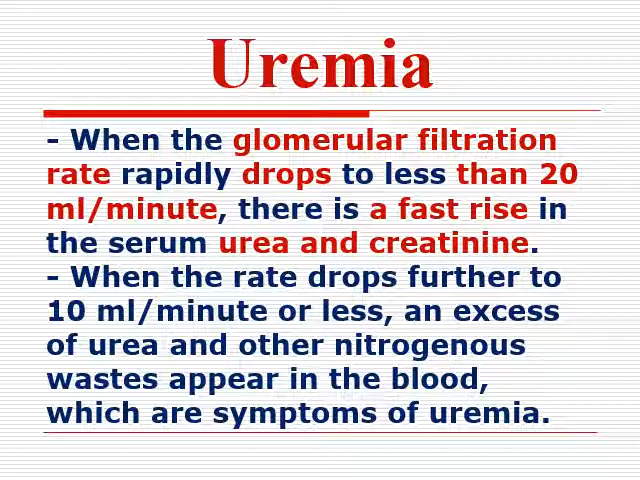 Uremia
- When the glomerular filtration
rate rapidly drops to less than 20
ml/minute, there is a fast rise in
the serum urea and creatinine.
- When the rate drops further to
10 ml/minute or less, an excess
of urea and other nitrogenous
wastes appear in the blood,
which are symptoms of uremia.